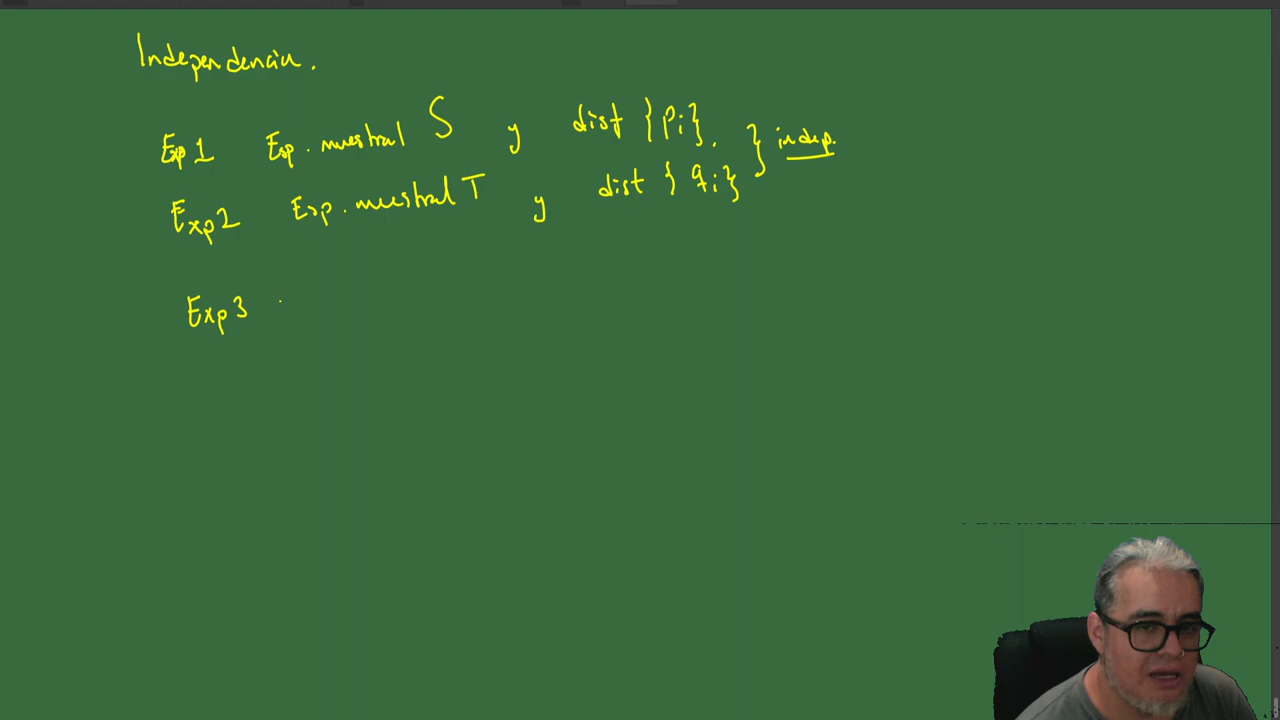 Independencia.
Exp 1 Esp. muestral S y dist {pi}. } indep.
Exp 2 Esp. muestral T y dist {qi}
Exp 3